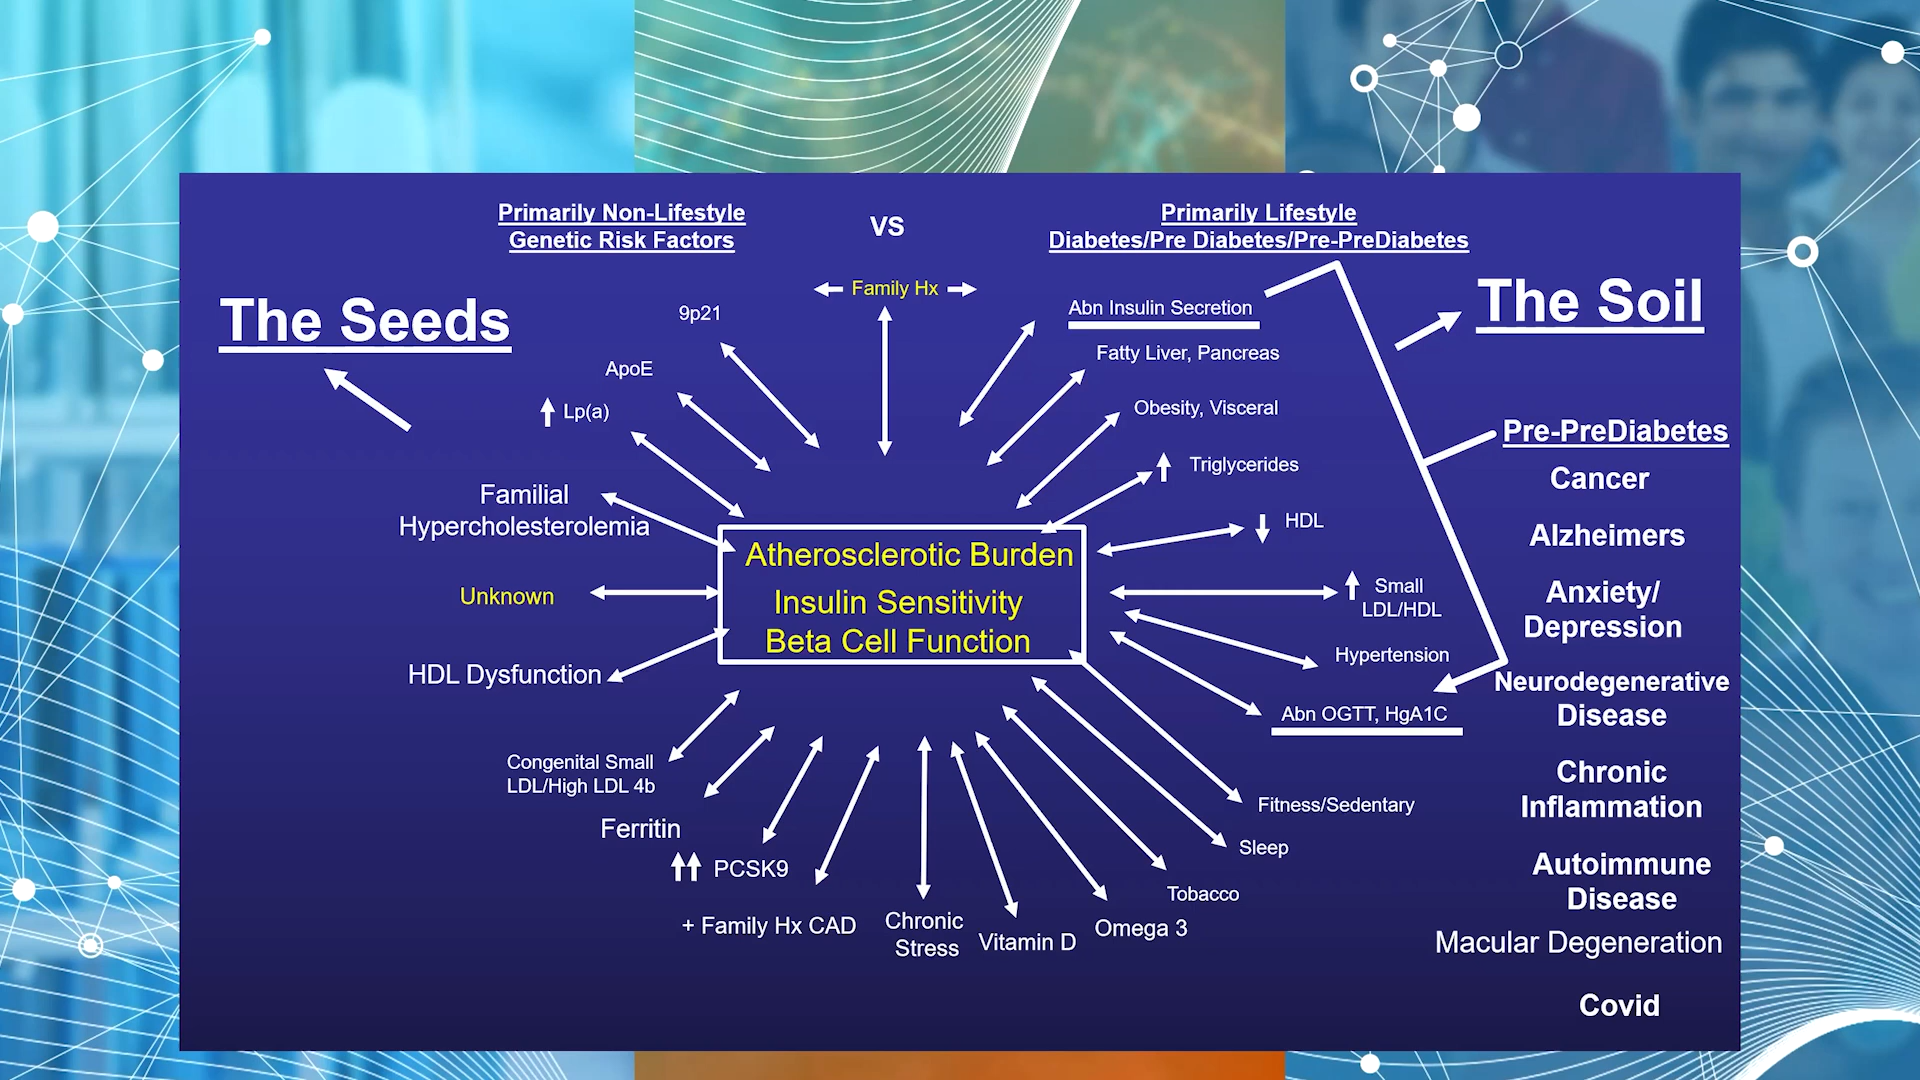 Primarily Non-Lifestyle
Genetic Risk Factors
VS
Primarily Lifestyle
Diabetes/Pre Diabetes/Pre-PreDiabetes
The Seeds
The Soil
Family Hx
9p21
ApoE
Lp(a)
Familial
Hypercholesterolemia
Unknown
HDL Dysfunction
Congenital Small
LDL/High LDL 4b
Ferritin
PCSK9
+ Family Hx CAD
Chronic
Stress
Vitamin D
Omega 3
Tobacco
Sleep
Fitness/Sedentary
Abn Insulin Secretion
Fatty Liver, Pancreas
Obesity, Visceral
Triglycerides
HDL
Small
LDL/HDL
Hypertension
Abn OGTT, HgA1C
Atherosclerotic Burden
Insulin Sensitivity
Beta Cell Function
Pre-PreDiabetes
Cancer
Alzheimers
Anxiety/
Depression
Neurodegenerative
Disease
Chronic
Inflammation
Autoimmune
Disease
Macular Degeneration
Covid